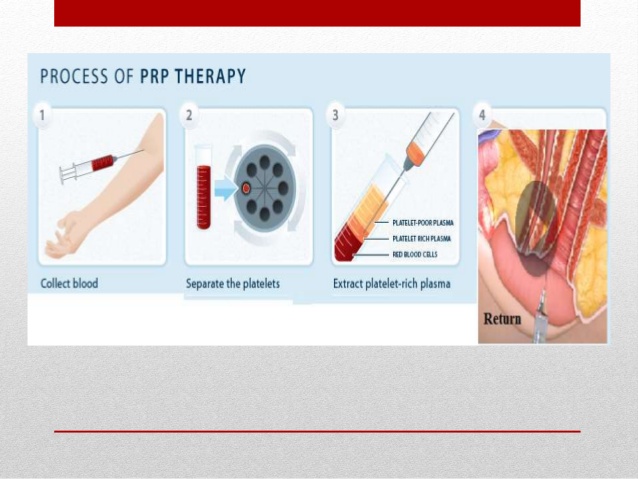 PROCESS OF PRP THERAPY
1
2
3
4
PLATELET-POOR PLASMA
PLATELET RICH PLASMA
RED BLOOD CELLS
Collect blood
Separate the platelets
Extract platelet-rich plasma
Return